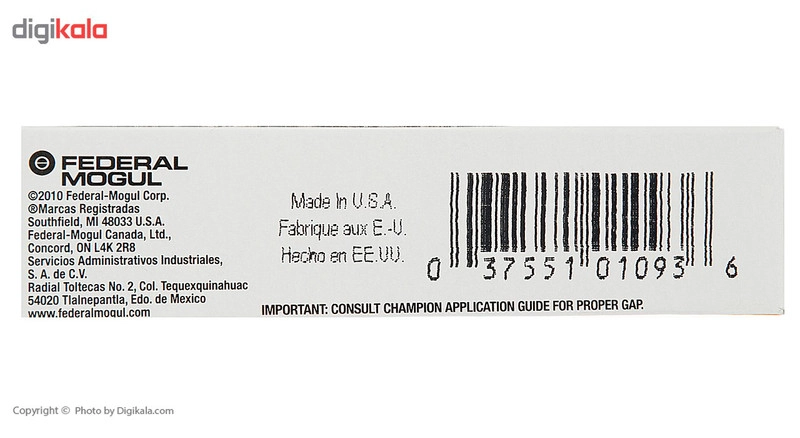 digikala
FEDERAL
MOGUL
©2010 Federal-Mogul Corp.
®Marcas Registradas
Southfield, MI 48033 U.S.A.
Federal-Mogul Canada, Ltd.,
Concord, ON L4K 2R8
Servicios Administrativos Industriales,
S. A. de C.V.
Radial Toltecas No. 2, Col. Tequexquinahuac
54020 Tlalnepantla, Edo. de Mexico
www.federalmogul.com
Made In U.S.A.
Fabrique aux E.-U.
Hecho en EE.UU.
0 37551 01093 6
IMPORTANT: CONSULT CHAMPION APPLICATION GUIDE FOR PROPER GAP.
Copyright © Photo by Digikala.com